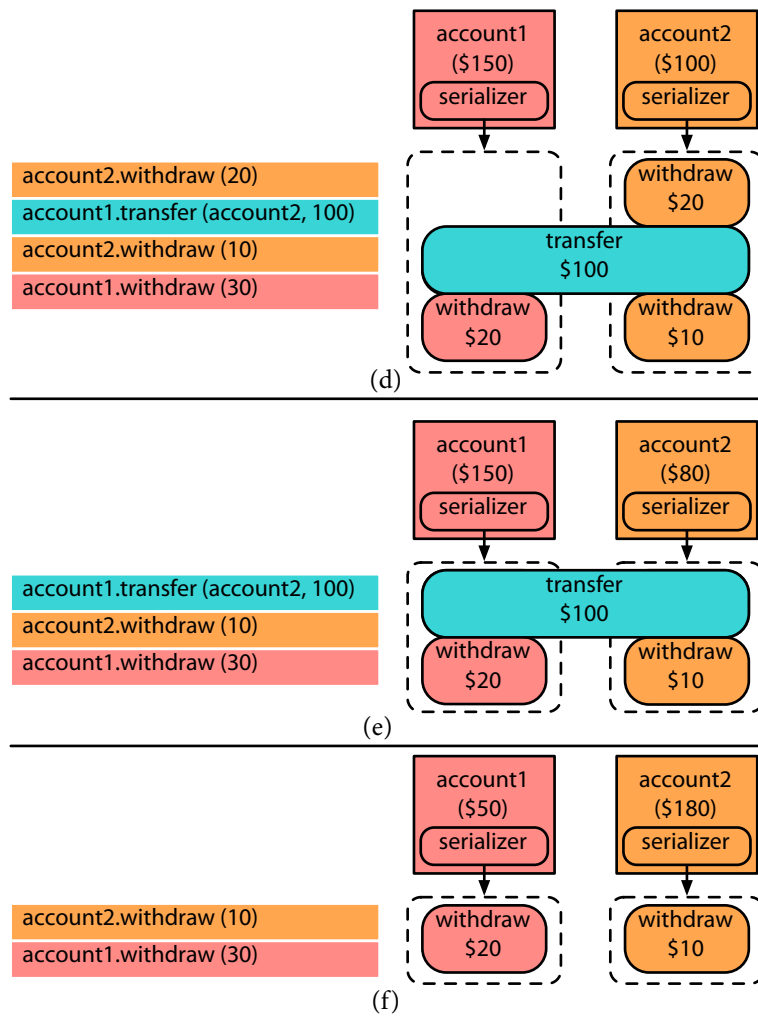 account1
($150)
serializer
account2
($100)
serializer
account2.withdraw (20)
account1.transfer (account2, 100)
account2.withdraw (10)
account1.withdraw (30)
withdraw
$20
transfer
$100
withdraw
$20
withdraw
$10
(d)
account1
($150)
serializer
account2
($80)
serializer
account1.transfer (account2, 100)
account2.withdraw (10)
account1.withdraw (30)
transfer
$100
withdraw
$20
withdraw
$10
(e)
account1
($50)
serializer
account2
($180)
serializer
account2.withdraw (10)
account1.withdraw (30)
withdraw
$20
withdraw
$10
(f)